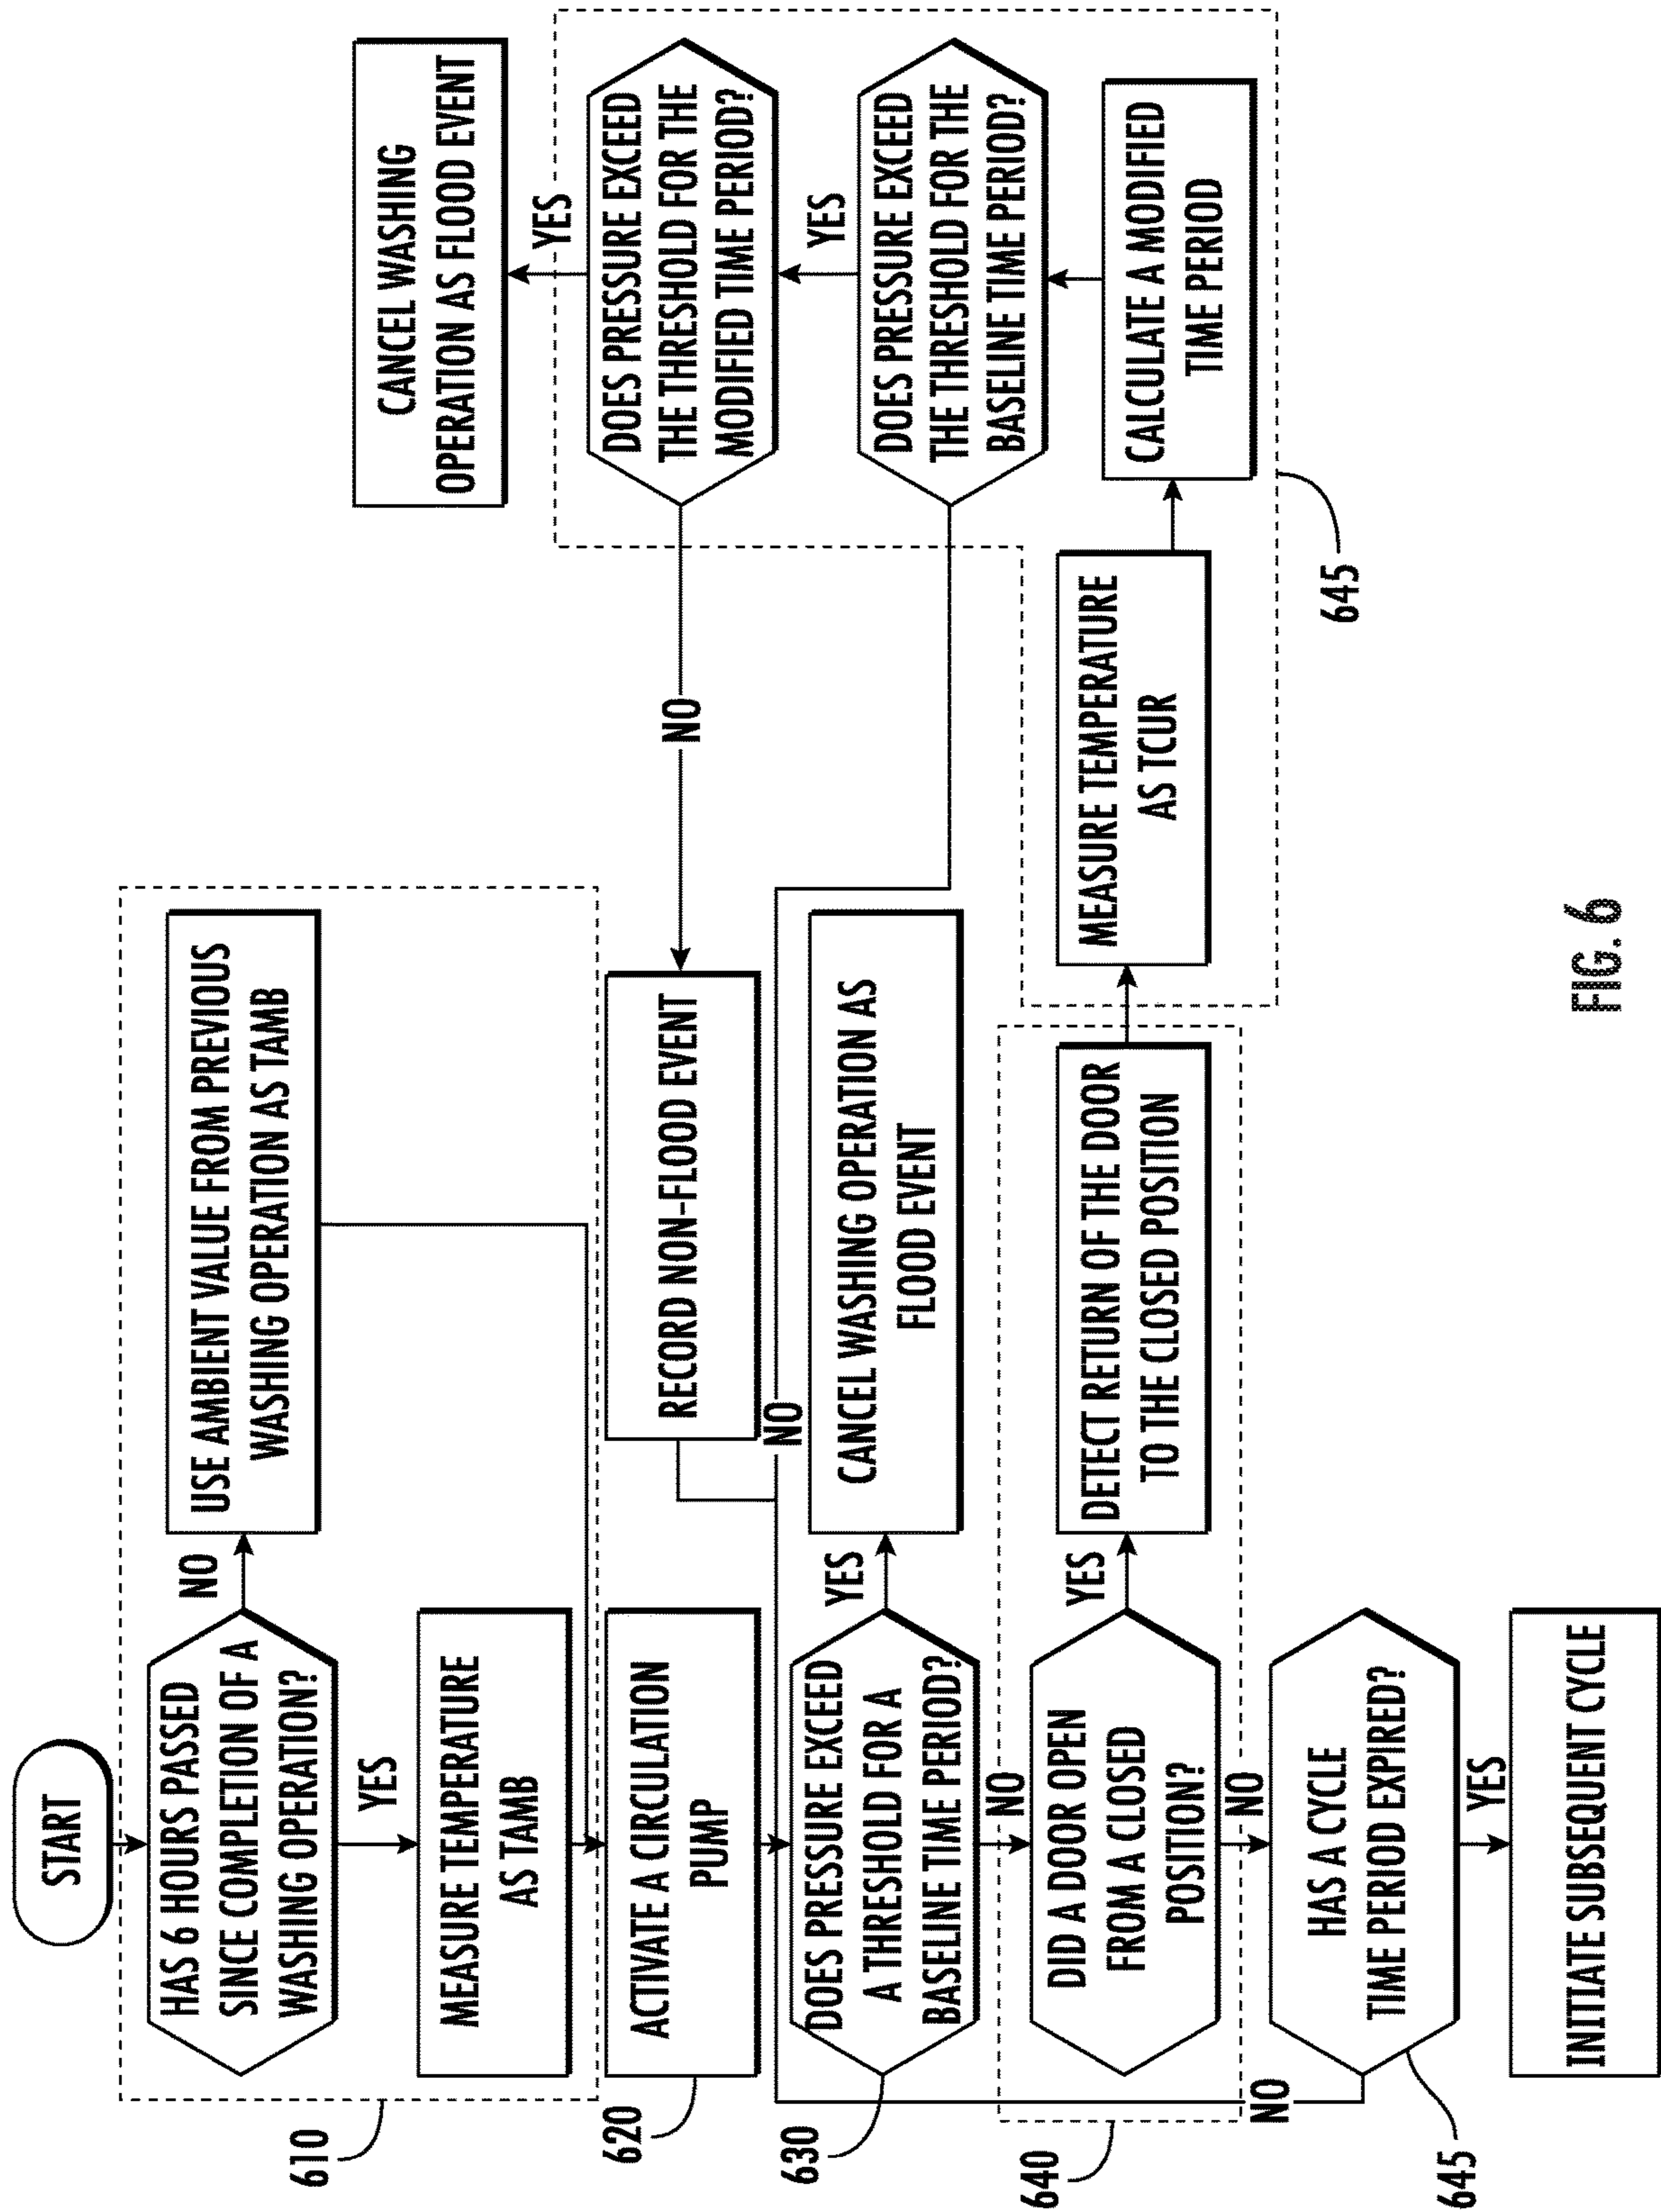 START
HAS 6 HOURS PASSED
SINCE COMPLETION OF A
WASHING OPERATION?
NO
USE AMBIENT VALUE FROM PREVIOUS
WASHING OPERATION AS TAMB
YES
MEASURE TEMPERATURE
AS TAMB
610
ACTIVATE A CIRCULATION
PUMP
620
DOES PRESSURE EXCEED
A THRESHOLD FOR A
BASELINE TIME PERIOD?
630
YES
CANCEL WASHING OPERATION AS
FLOOD EVENT
NO
DID A DOOR OPEN
FROM A CLOSED
POSITION?
640
YES
DETECT RETURN OF THE DOOR
TO THE CLOSED POSITION
NO
HAS A CYCLE
TIME PERIOD EXPIRED?
645
NO
YES
INITIATE SUBSEQUENT CYCLE
MEASURE TEMPERATURE
AS TCUR
CALCULATE A MODIFIED
TIME PERIOD
645
DOES PRESSURE EXCEED
THE THRESHOLD FOR THE
BASELINE TIME PERIOD?
NO
YES
DOES PRESSURE EXCEED
THE THRESHOLD FOR THE
MODIFIED TIME PERIOD?
NO
RECORD NON-FLOOD EVENT
YES
CANCEL WASHING
OPERATION AS FLOOD EVENT
FIG. 6